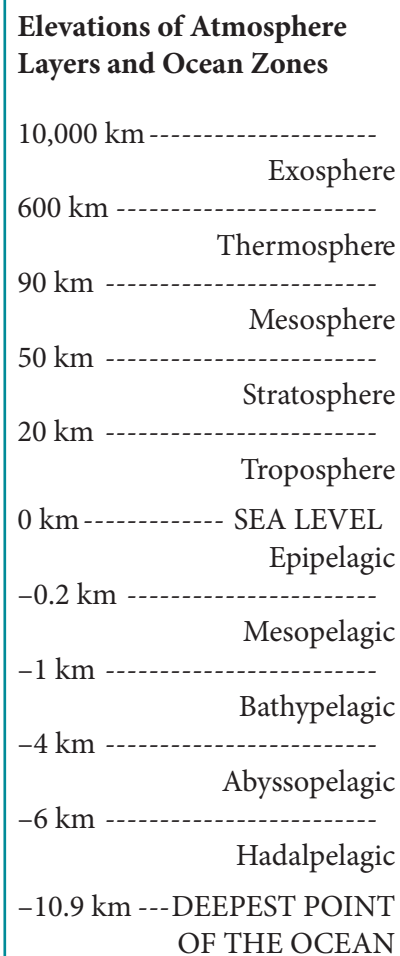 Elevations of Atmosphere
Layers and Ocean Zones
10,000 km---------------------
Exosphere
600 km ------------------------
Thermosphere
90 km -------------------------
Mesosphere
50 km -------------------------
Stratosphere
20 km -------------------------
Troposphere
0 km------------- SEA LEVEL
Epipelagic
–0.2 km -----------------------
Mesopelagic
–1 km -------------------------
Bathypelagic
–4 km -------------------------
Abyssopelagic
–6 km -------------------------
Hadalpelagic
–10.9 km ---DEEPEST POINT
OF THE OCEAN